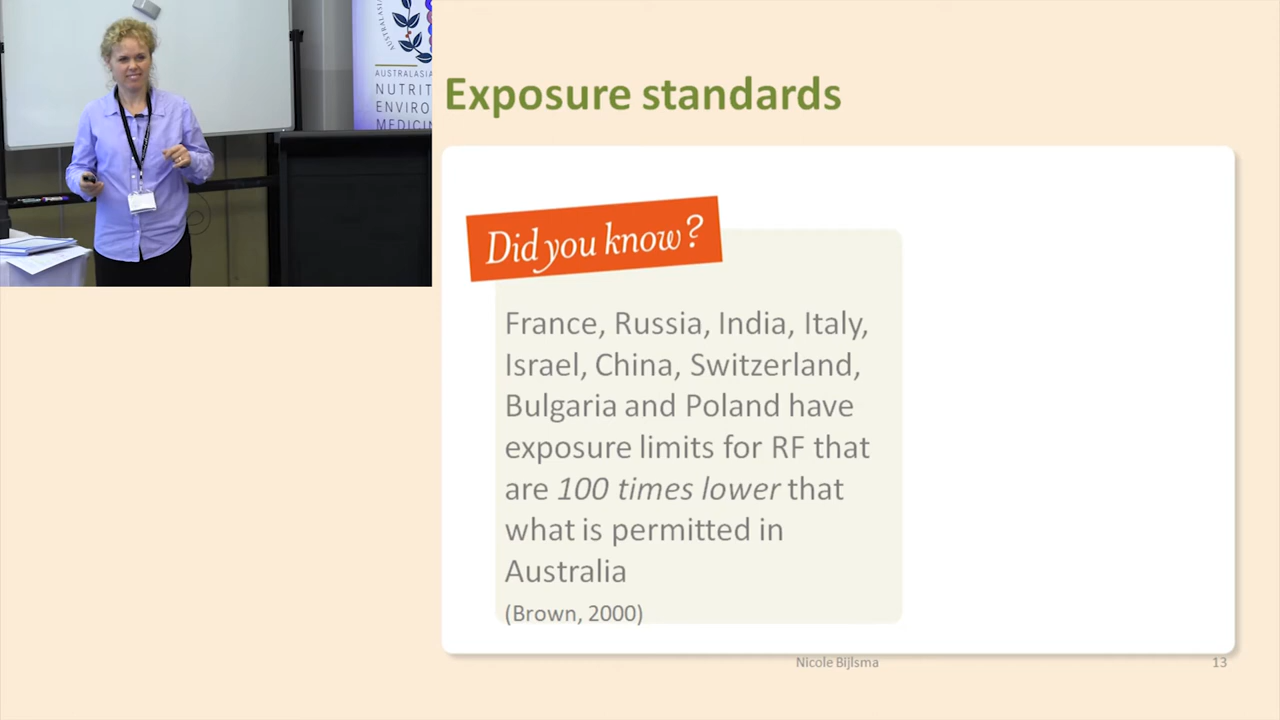 AUSTRALASIA
AUSTRALASIA
NUTRIT
ENVIRO
MEDICIN
Exposure standards
Did you know?
France, Russia, India, Italy,
Israel, China, Switzerland,
Bulgaria and Poland have
exposure limits for RF that
are 100 times lower that
what is permitted in
Australia
(Brown, 2000)
Nicole Bijlsma
13